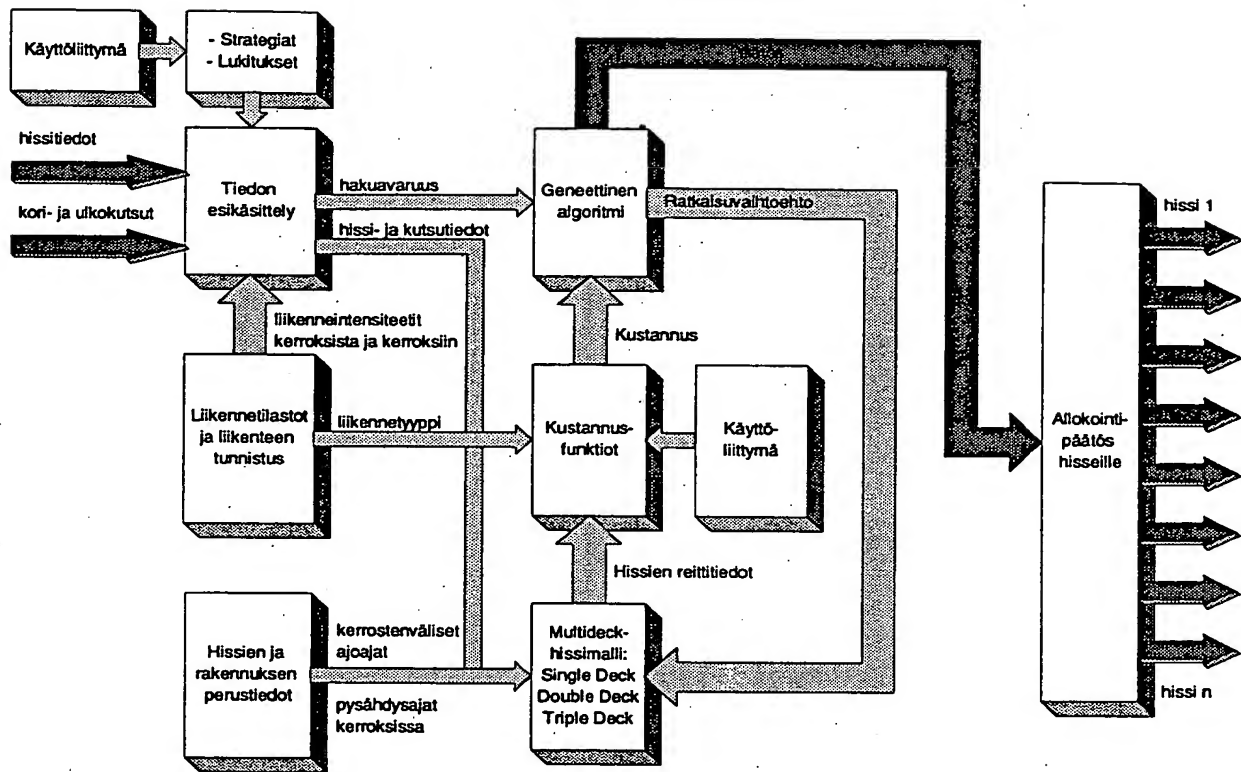 Käyttöliittymä
- Strategiat
- Lukitukset
hissitiedot
kori- ja ulkokutsut
Tiedon
esikäsittely
hakuavaruus
hissi- ja kutsutiedot
Geneettinen
algoritmi
Ratkaisuvaihtoehto
liikenneintensiteetit
kerroksista ja kerroksiin
Kustannus
Liikennetilastot
ja liikenteen
tunnistus
liikennetyyppi
Kustannus-
funktiot
Käyttö-
liittymä
Hissien reittitiedot
Hissien ja
rakennuksen
perustiedot
kerrostenväliset
ajoajat
pysähdysajat
kerroksissa
Multideck-
hissimalli:
Single Deck
Double Deck
Triple Deck
Allokointi-
päätös
hisseille
hissi 1
hissi n